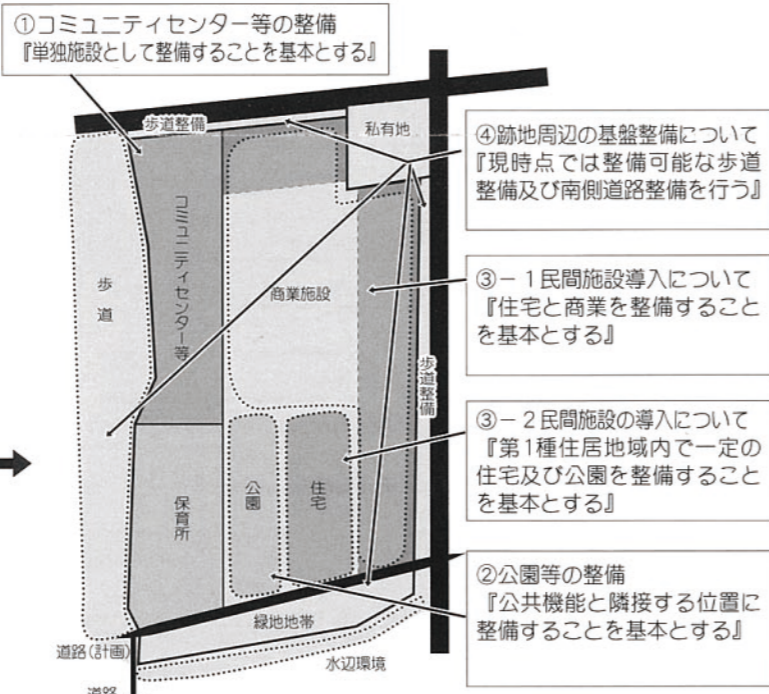 ①コミュニティセンター等の整備
『単独施設として整備することを基本とする』
歩道整備
私有地
④跡地周辺の基盤整備について
『現時点では整備可能な歩道
整備及び南側道路整備を行う』
コミュニティセンター等
歩道
商業施設
③－1民間施設導入について
『住宅と商業を整備すること
を基本とする』
歩道整備
③－2民間施設の導入について
『第1種住居地域内で一定の
住宅及び公園を整備すること
を基本とする』
保育所
公園
住宅
②公園等の整備
『公共機能と隣接する位置に
整備することを基本とする』
緑地地帯
道路(計画)
水辺環境
道路